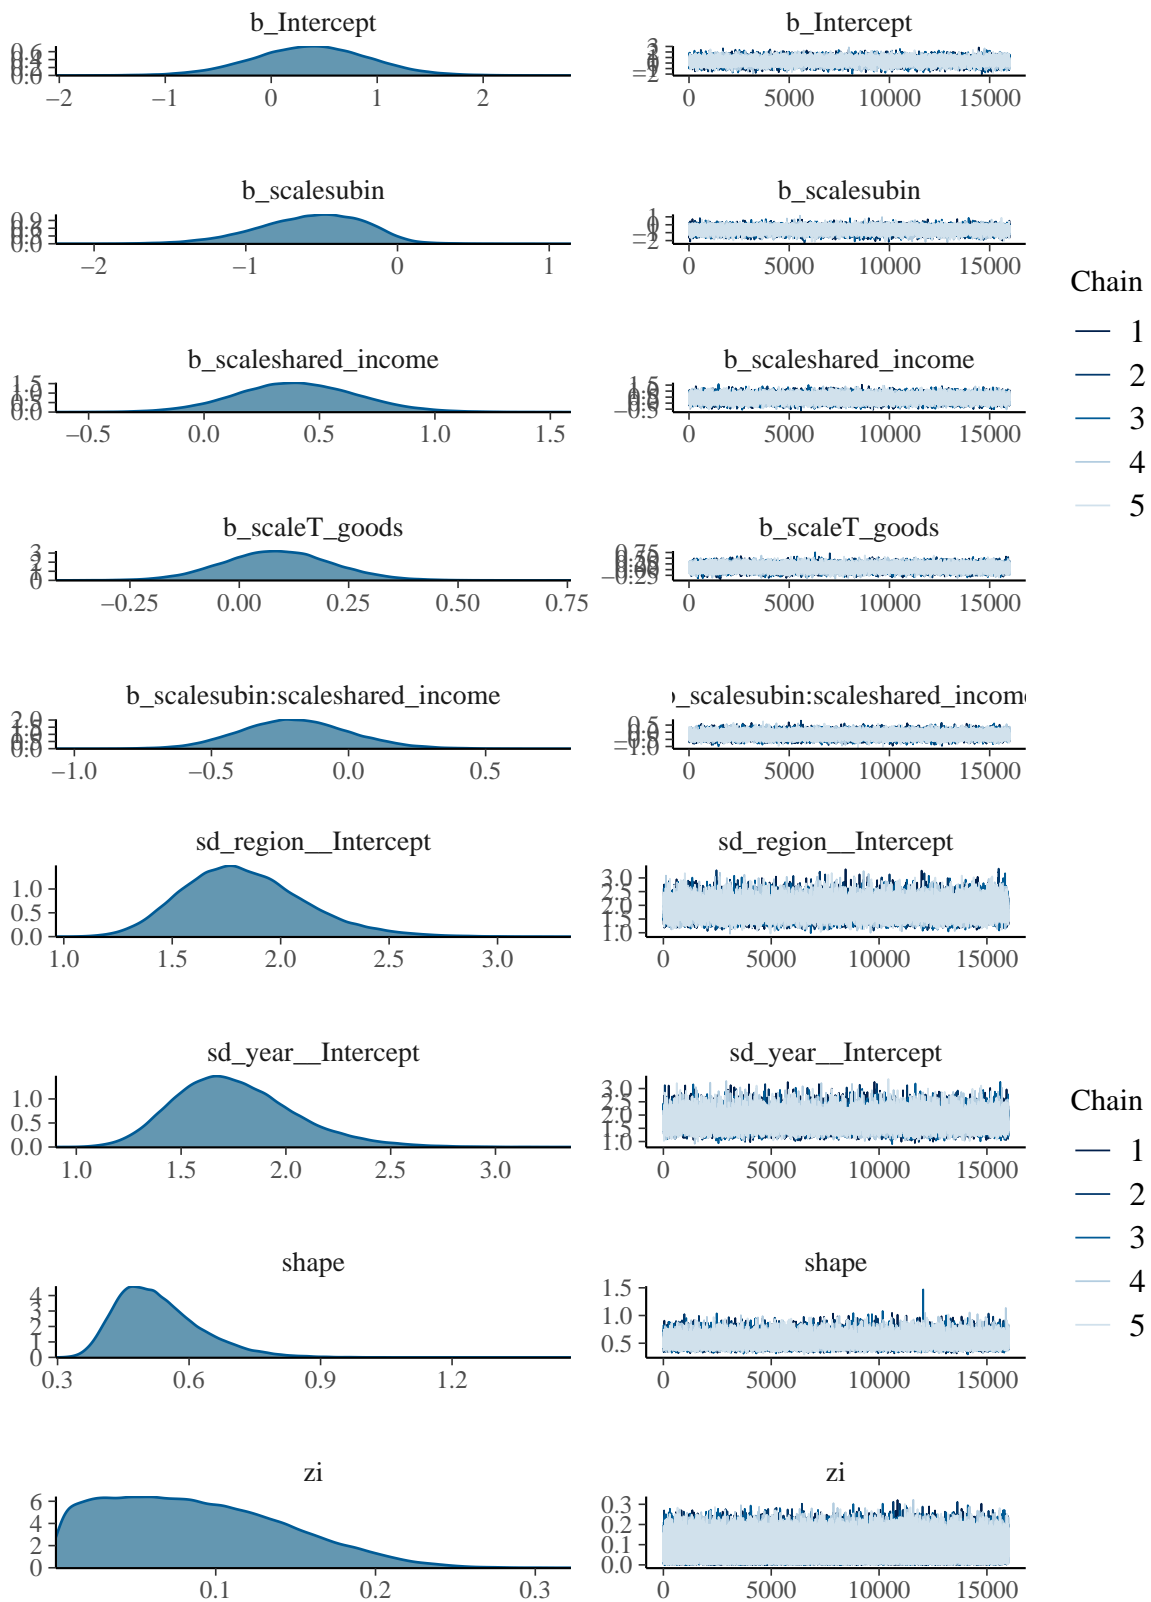 b_Intercept b_Intercept
−2 −1 0 1 2
0 5000 10000 15000
b_scalesubin b_scalesubin
−2 −1 0 1
0 5000 10000 15000
b_scaleshared_income b_scaleshared_income
−0.5 0.0 0.5 1.0 1.5
0 5000 10000 15000
b_scaleT_goods b_scaleT_goods
−0.25 0.00 0.25 0.50 0.75
0 5000 10000 15000
b_scalesubin:scaleshared_income
_scalesubin:scaleshared_incom
−1.0 −0.5 0.0 0.5
0 5000 10000 15000
Chain
1
2
3
4
5
sd_region__Intercept sd_region__Intercept
1.0
0.5
0.0
1.0 1.5 2.0 2.5 3.0
3.0
2.5
2.0
1.5
1.0
0 5000 10000 15000
sd_year__Intercept sd_year__Intercept
1.0
0.5
0.0
1.0 1.5 2.0 2.5 3.0
3.0
2.5
2.0
1.5
1.0
0 5000 10000 15000
shape shape
4
3
2
1
0
0.3 0.6 0.9 1.2
1.5
1.0
0.5
0 5000 10000 15000
zi zi
6
4
2
0
0.1 0.2 0.3
0.3
0.2
0.1
0.0
0 5000 10000 15000
Chain
1
2
3
4
5